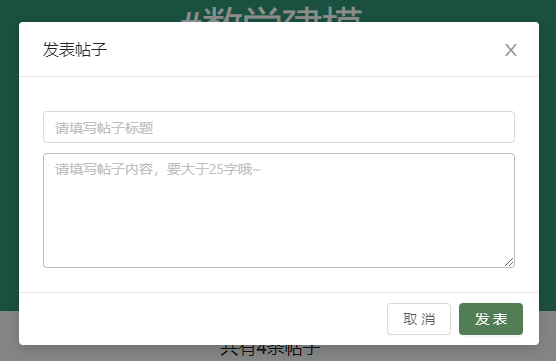 #数学建模
发表帖子
请填写帖子标题
请填写帖子内容，要大于25字哦~
取 消
发 表
共有4条帖子